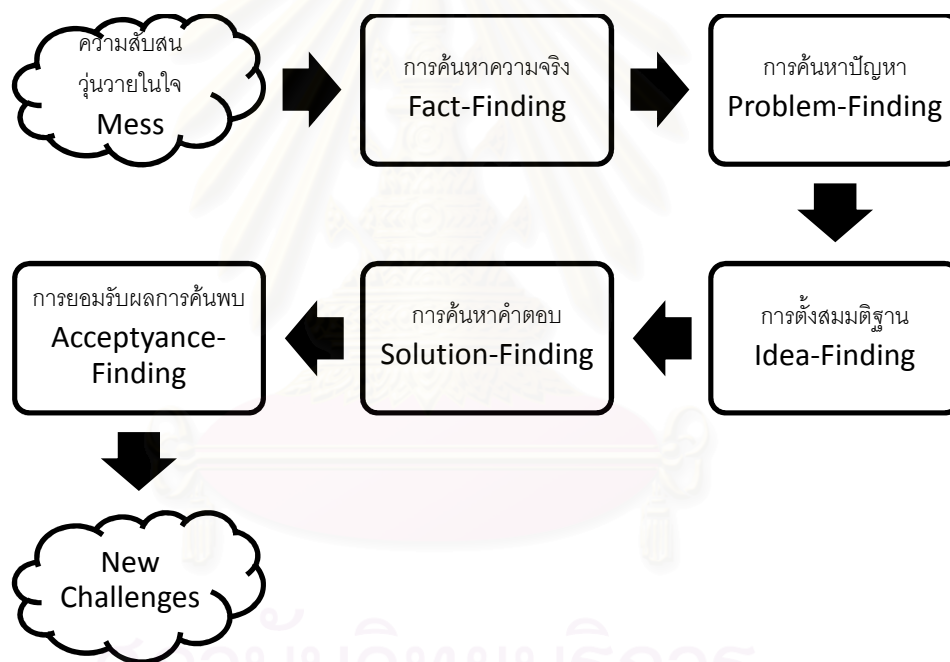 ความสับสน
วุ่นวายในใจ
Mess
การค้นหาความจริง
Fact-Finding
การค้นหาปัญหา
Problem-Finding
การตั้งสมมติฐาน
Idea-Finding
การค้นหาคำตอบ
Solution-Finding
การยอมรับผลการค้นพบ
Acceptyance-
Finding
New
Challenges